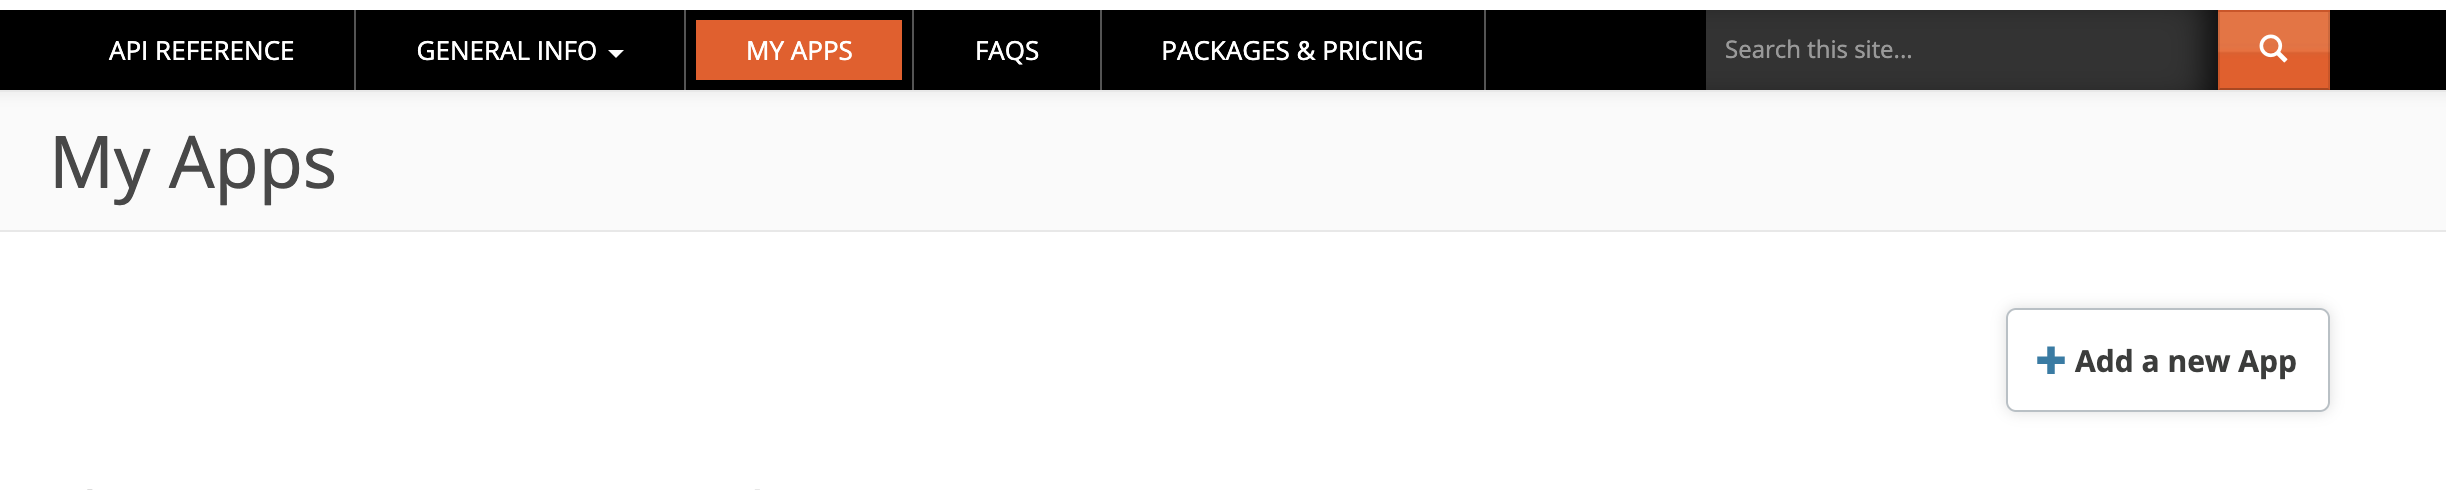 API REFERENCE GENERAL INFO MY APPS FAQS PACKAGES & PRICING Search this site...
My Apps
Add a new App